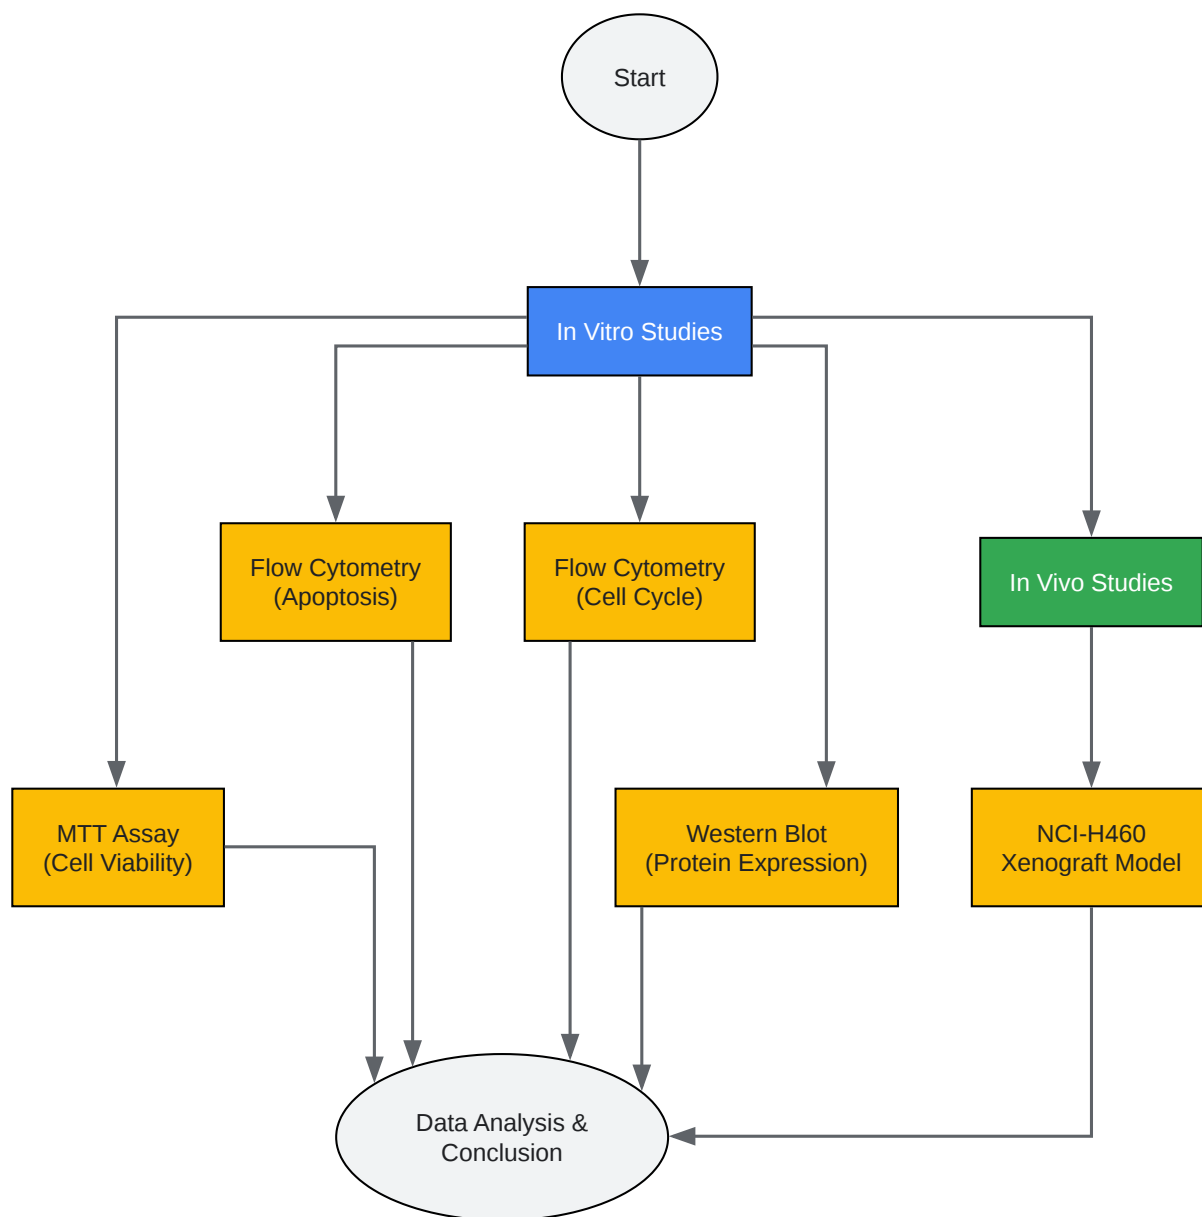 Start
In Vitro Studies
Flow Cytometry
(Apoptosis)
Flow Cytometry
(Cell Cycle)
In Vivo Studies
MTT Assay
(Cell Viability)
Western Blot
(Protein Expression)
NCI-H460
Xenograft Model
Data Analysis &
Conclusion